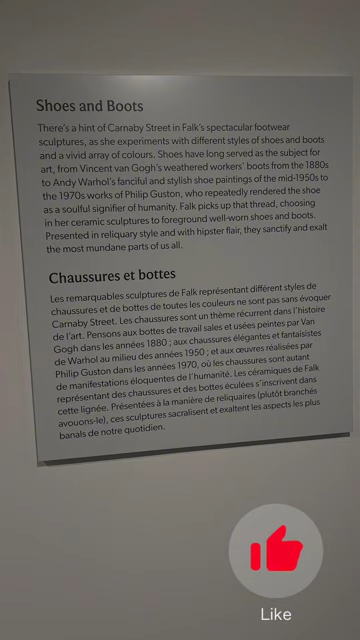 Shoes and Boots
There's a hint of Carnaby Street in Falk's spectacular footwear
sculptures, as she experiments with different styles of shoes and boots
and a vivid array of colours. Shoes have long served as the subject for
art, from Vincent van Gogh's weathered workers' boots from the 1880s
to Andy Warhol's fanciful and stylish shoe paintings of the mid-1950s to
the 1970s works of Philip Guston, who repeatedly rendered the shoe
as a soulful signifier of humanity. Falk picks up that thread, choosing
in her ceramic sculptures to foreground well-worn shoes and boots.
Presented in reliquary style and with hipster flair, they sanctify and exalt
the most mundane parts of us all.
Chaussures et bottes
Les remarquables sculptures de Falk représentant différent styles de
chaussures et de bottes de toutes les couleurs ne sont pas sans évoquer
Carnaby Street. Les chaussures sont un thème récurrent dans l'histoire
de l'art. Pensons aux bottes de travail sales et usées peintes par Van
Gogh dans les années 1880 ; aux chaussures élégantes et fantaisistes
de Warhol au milieu des années 1950 ; et aux œuvres réalisées par
Philip Guston dans les années 1970, où les chaussures sont autant
de manifestations éloquentes de l'humanité. Les céramiques de Falk
représentant des chaussures et des bottes éculées s'inscrivent dans
cette lignée. Présentées à la manière de reliquaires (plutôt branchés
avouons-le), ces sculptures sacralisent et exaltent les aspects les plus
banals de notre quotidien.
Like